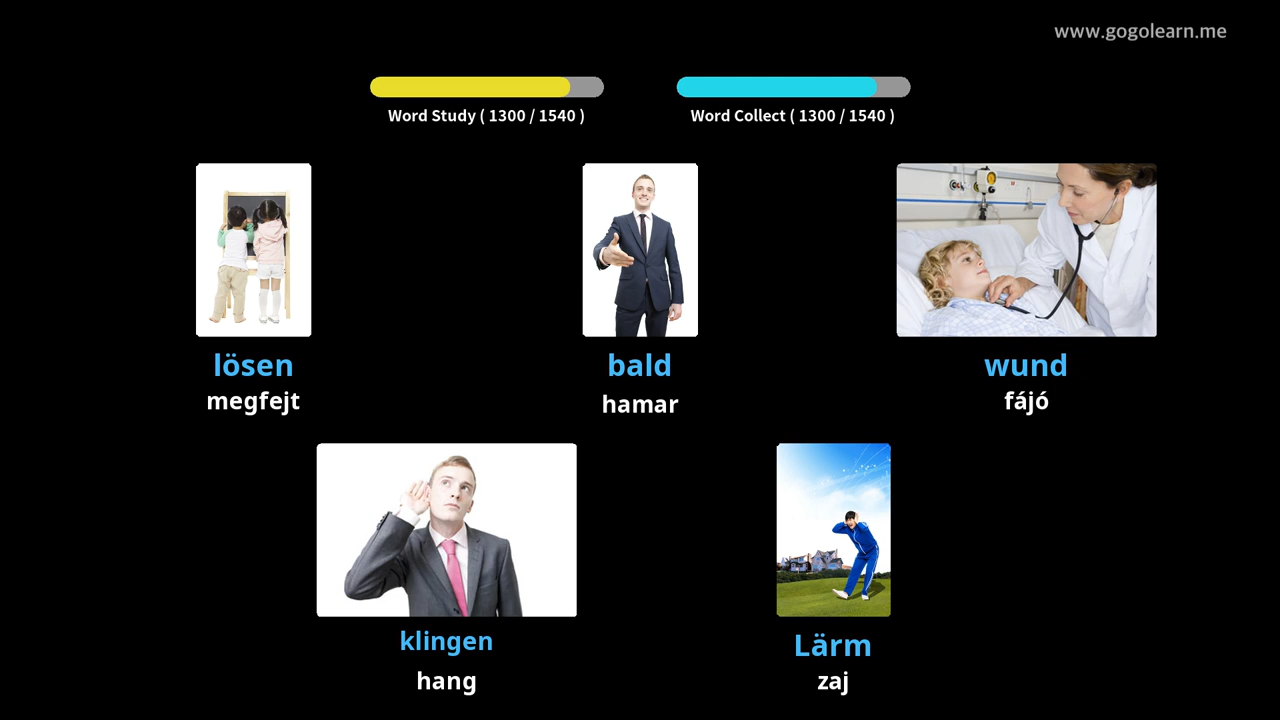 www.gogolearn.me
Word Study ( 1300 / 1540 )
Word Collect ( 1300 / 1540 )
lösen
megfejt
bald
hamar
wund
fájó
klingen
hang
Lärm
zaj